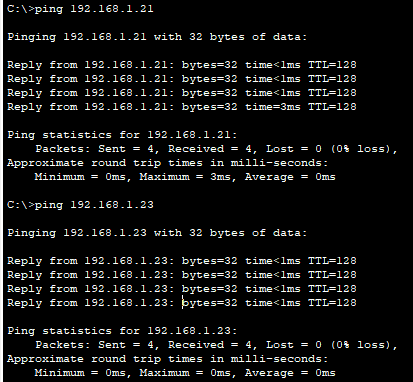 C:\>ping 192.168.1.21
Pinging 192.168.1.21 with 32 bytes of data:
Reply from 192.168.1.21: bytes=32 time<1ms TTL=128
Reply from 192.168.1.21: bytes=32 time<1ms TTL=128
Reply from 192.168.1.21: bytes=32 time<1ms TTL=128
Reply from 192.168.1.21: bytes=32 time=3ms TTL=128
Ping statistics for 192.168.1.21:
Packets: Sent = 4, Received = 4, Lost = 0 (0% loss),
Approximate round trip times in milli-seconds:
Minimum = 0ms, Maximum = 3ms, Average = 0ms
C:\>ping 192.168.1.23
Pinging 192.168.1.23 with 32 bytes of data:
Reply from 192.168.1.23: bytes=32 time<1ms TTL=128
Reply from 192.168.1.23: bytes=32 time<1ms TTL=128
Reply from 192.168.1.23: bytes=32 time<1ms TTL=128
Reply from 192.168.1.23: bytes=32 time<1ms TTL=128
Ping statistics for 192.168.1.23:
Packets: Sent = 4, Received = 4, Lost = 0 (0% loss),
Approximate round trip times in milli-seconds:
Minimum = 0ms, Maximum = 0ms, Average = 0ms